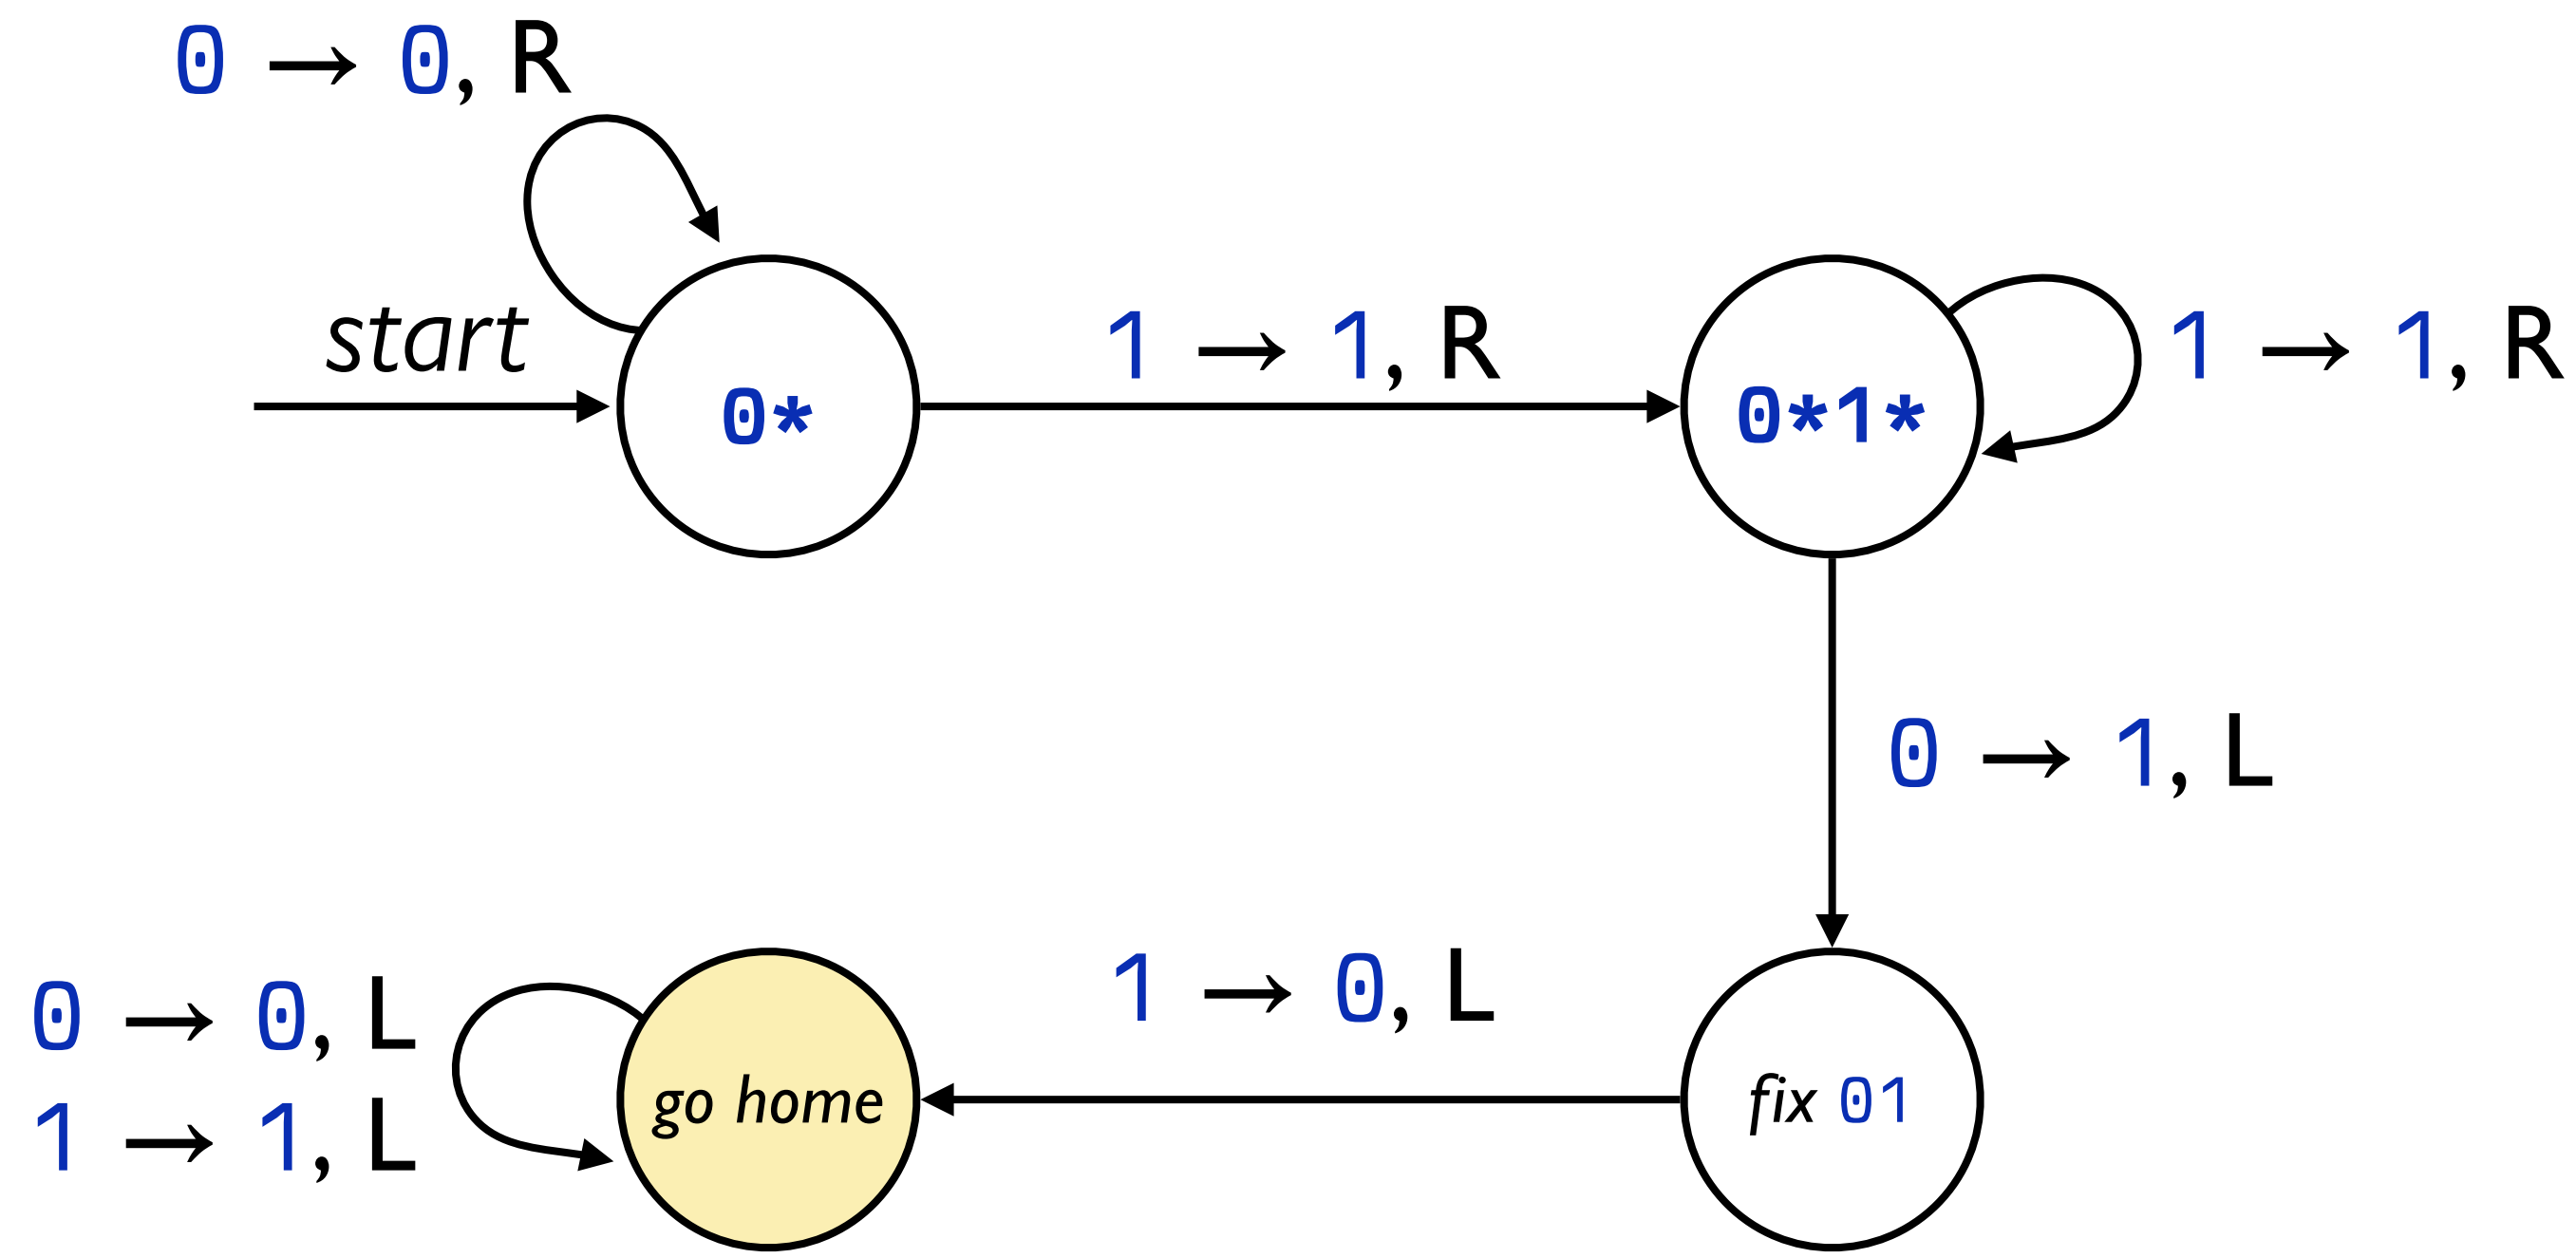 0 → 0, R
start
1 → 1, R
1 → 1, R
0*
0*1*
0 → 1, L
1 → 0, L
0 → 0, L
1 → 1, L
go home
fix 01